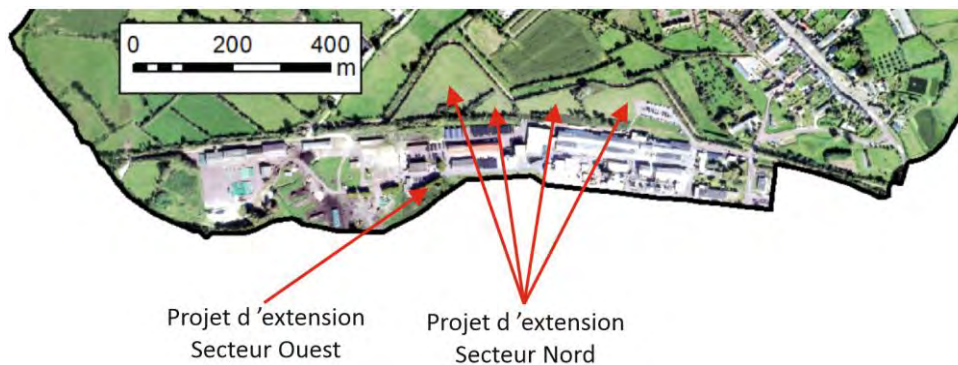 0 200 400
m
Projet d ’extension
Secteur Ouest
Projet d ’extension
Secteur Nord